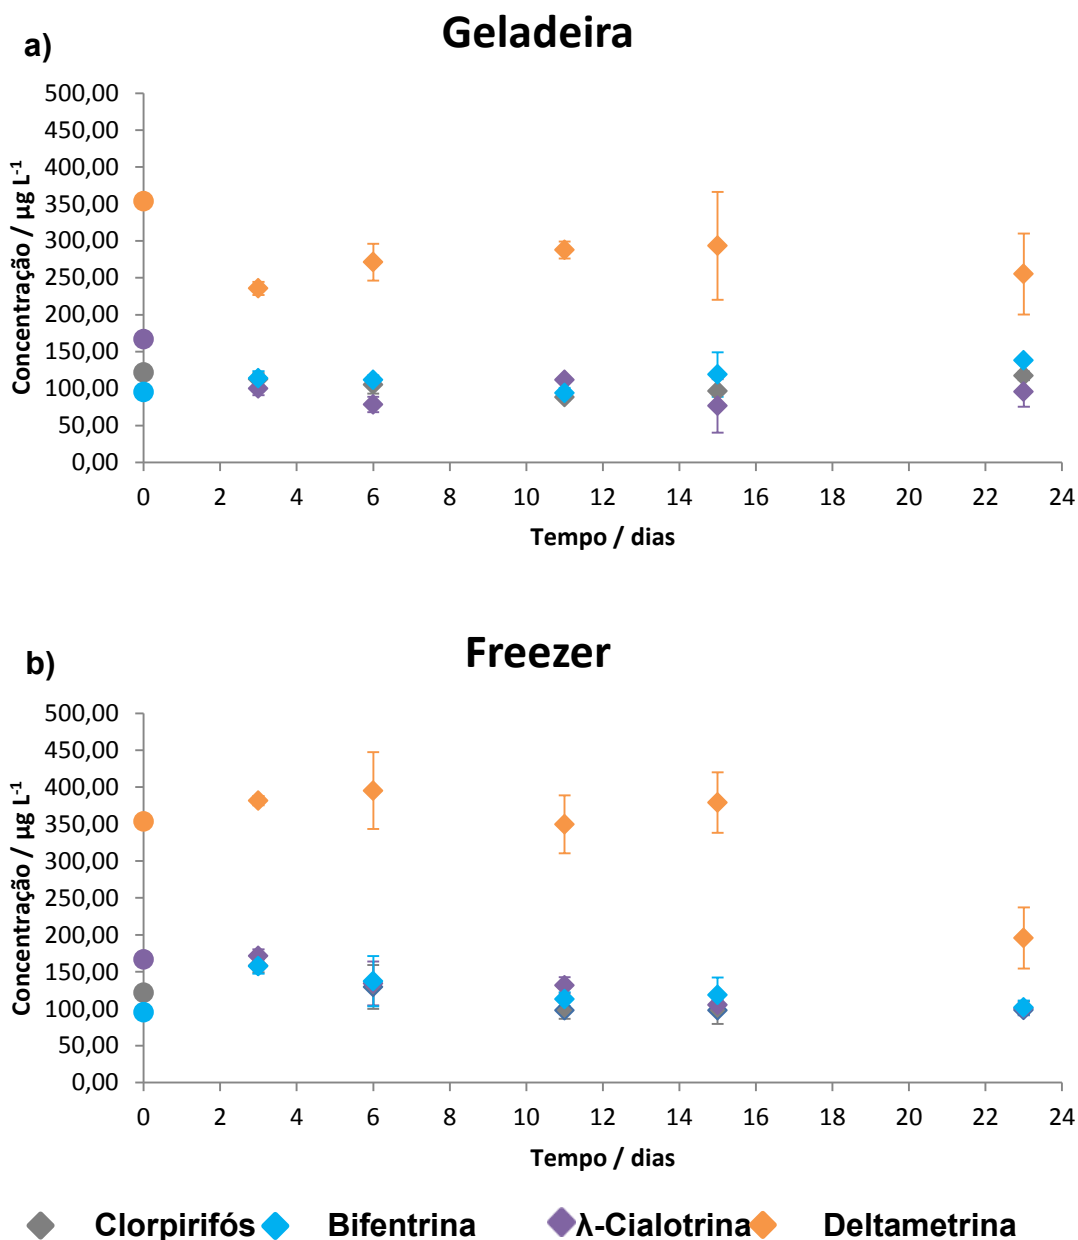 a)
Geladeira
500,00
450,00
400,00
350,00
300,00
250,00
200,00
150,00
100,00
50,00
0,00
Concentração / µg L⁻¹
0 2 4 6 8 10 12 14 16 18 20 22 24
Tempo / dias
b)
Freezer
500,00
450,00
400,00
350,00
300,00
250,00
200,00
150,00
100,00
50,00
0,00
Concentração / µg L⁻¹
0 2 4 6 8 10 12 14 16 18 20 22 24
Tempo / dias
Clorpirifós Bifentrina λ-Cialotrina Deltametrina